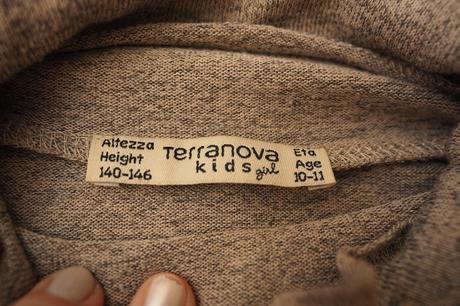 Altezza
Height
140-146
Terranova
kids girl
Età
Age
10-11